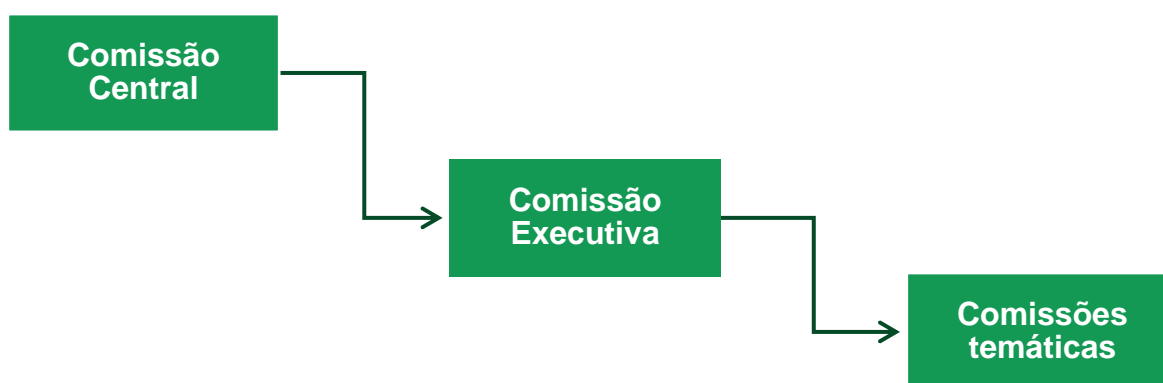 Comissão
Central
Comissão
Executiva
Comissões
temáticas